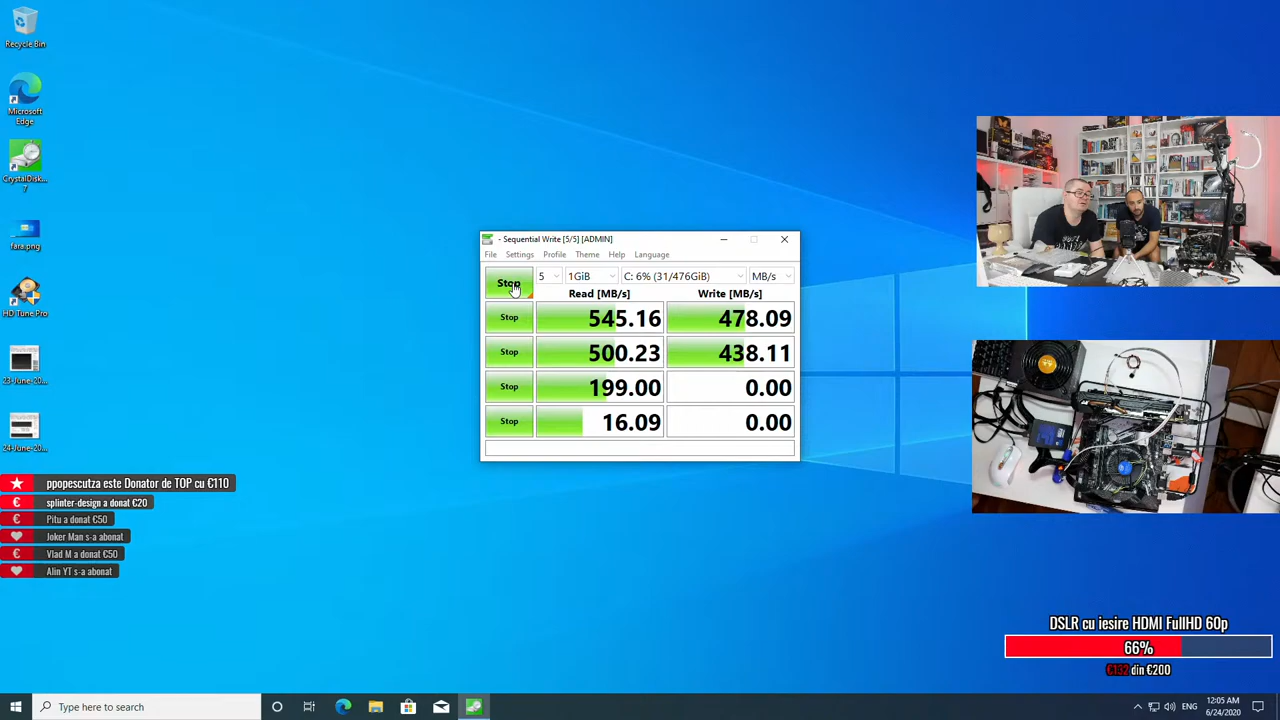 Recycle Bin
Microsoft
Edge
CrystalDisk...
7
fara.png
HD Tune Pro
23-June-20...
24-June-20...
- Sequential Write [5/5] [ADMIN]
File Settings Profile Theme Help Language
Stop 5 1GiB C: 6% (31/476GiB) MB/s
Read [MB/s] Write [MB/s]
Stop 545.16 478.09
Stop 500.23 438.11
Stop 199.00 0.00
Stop 16.09 0.00
ppopescutza este Donator de TOP cu €110
splinter-design a donat €20
Pitu a donat €50
Joker Man s-a abonat
Vlad M a donat €50
Alin YT s-a abonat
DSLR cu iesire HDMI FullHD 60p
66%
€132 din €200
Type here to search
ENG
12:05 AM
6/24/2020